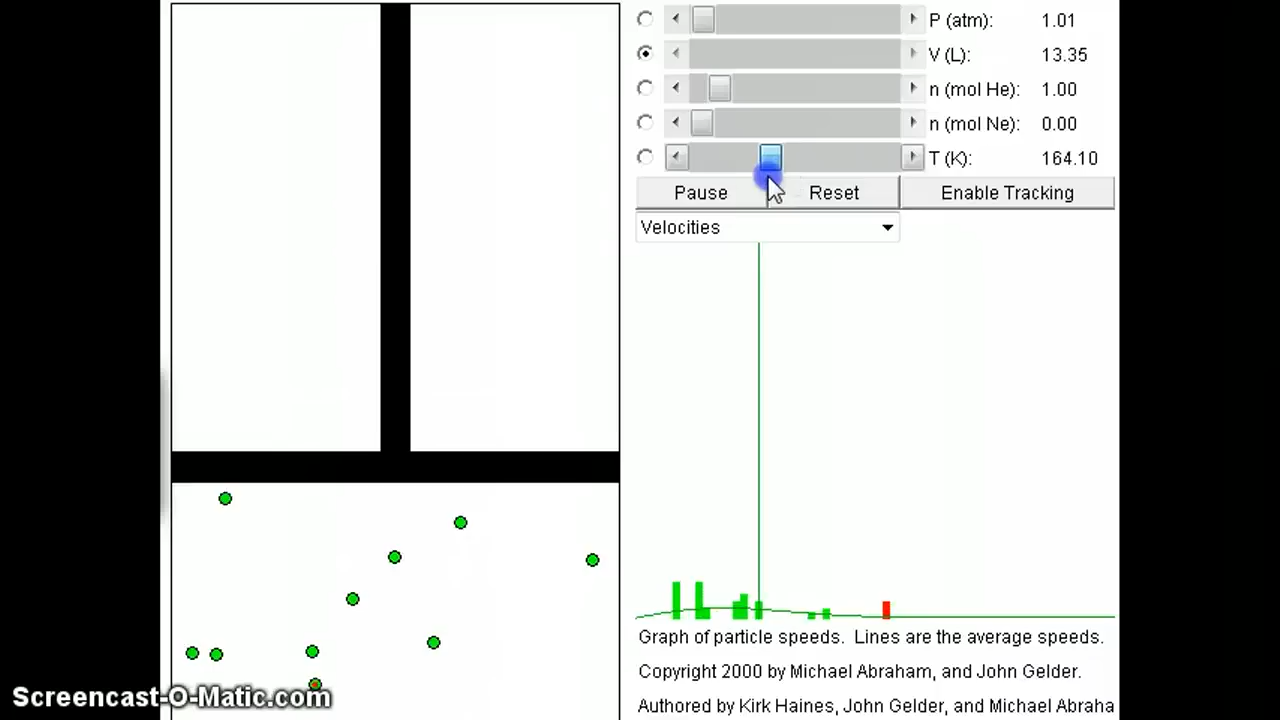 P (atm): 1.01
V (L): 13.35
n (mol He): 1.00
n (mol Ne): 0.00
T (K): 164.10
Pause Reset Enable Tracking
Velocities
Graph of particle speeds. Lines are the average speeds.
Copyright 2000 by Michael Abraham, and John Gelder.
Authored by Kirk Haines, John Gelder, and Michael Abraha
Screencast-O-Matic.com